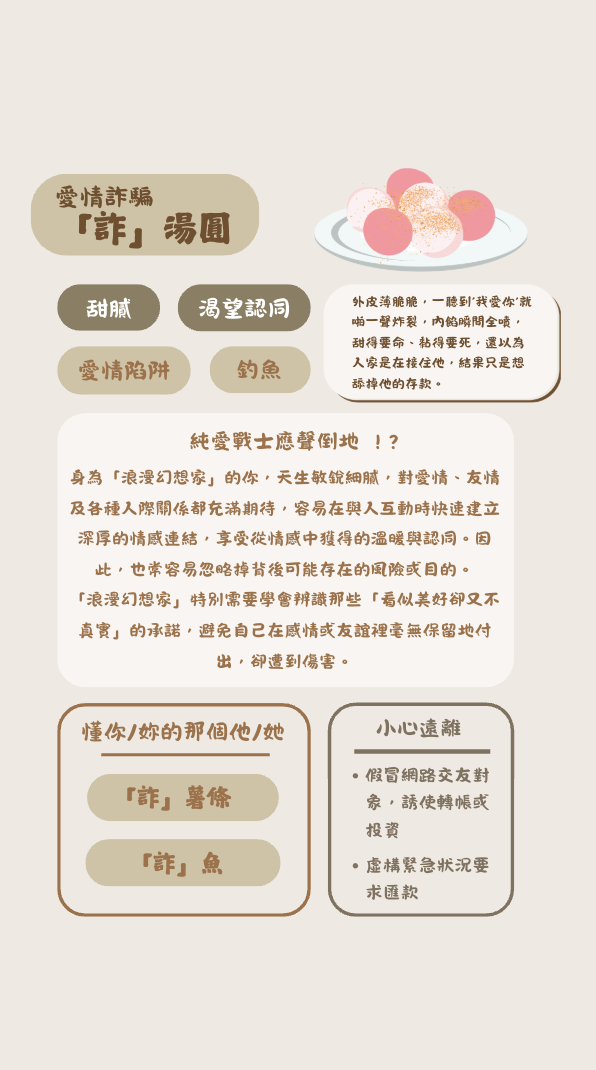 愛情詐騙
「詐」湯圓
甜膩
渴望認同
愛情陷阱
釣魚
外皮薄脆脆，一聽到'我愛你'就
啪一聲炸裂，內餡瞬間全噴，
甜得要命、粘得要死，還以為
人家是在接住他，結果只是想
舔掉他的存款。
純愛戰士應聲倒地 ！？
身為「浪漫幻想家」的你，天生敏銳細膩，對愛情、友情
及各種人際關係都充滿期待，容易在與人互動時快速建立
深厚的情感連結，享受從情感中獲得的溫暖與認同。因
此，也常容易忽略掉背後可能存在的風險或目的。
「浪漫幻想家」特別需要學會辨識那些「看似美好卻又不
真實」的承諾，避免自己在感情或友誼裡毫無保留地付
出，卻遭到傷害。
懂你/妳的那個他/她
「詐」薯條
「詐」魚
小心遠離
• 假冒網路交友對
象，誘使轉帳或
投資
• 虛構緊急狀況要
求匯款